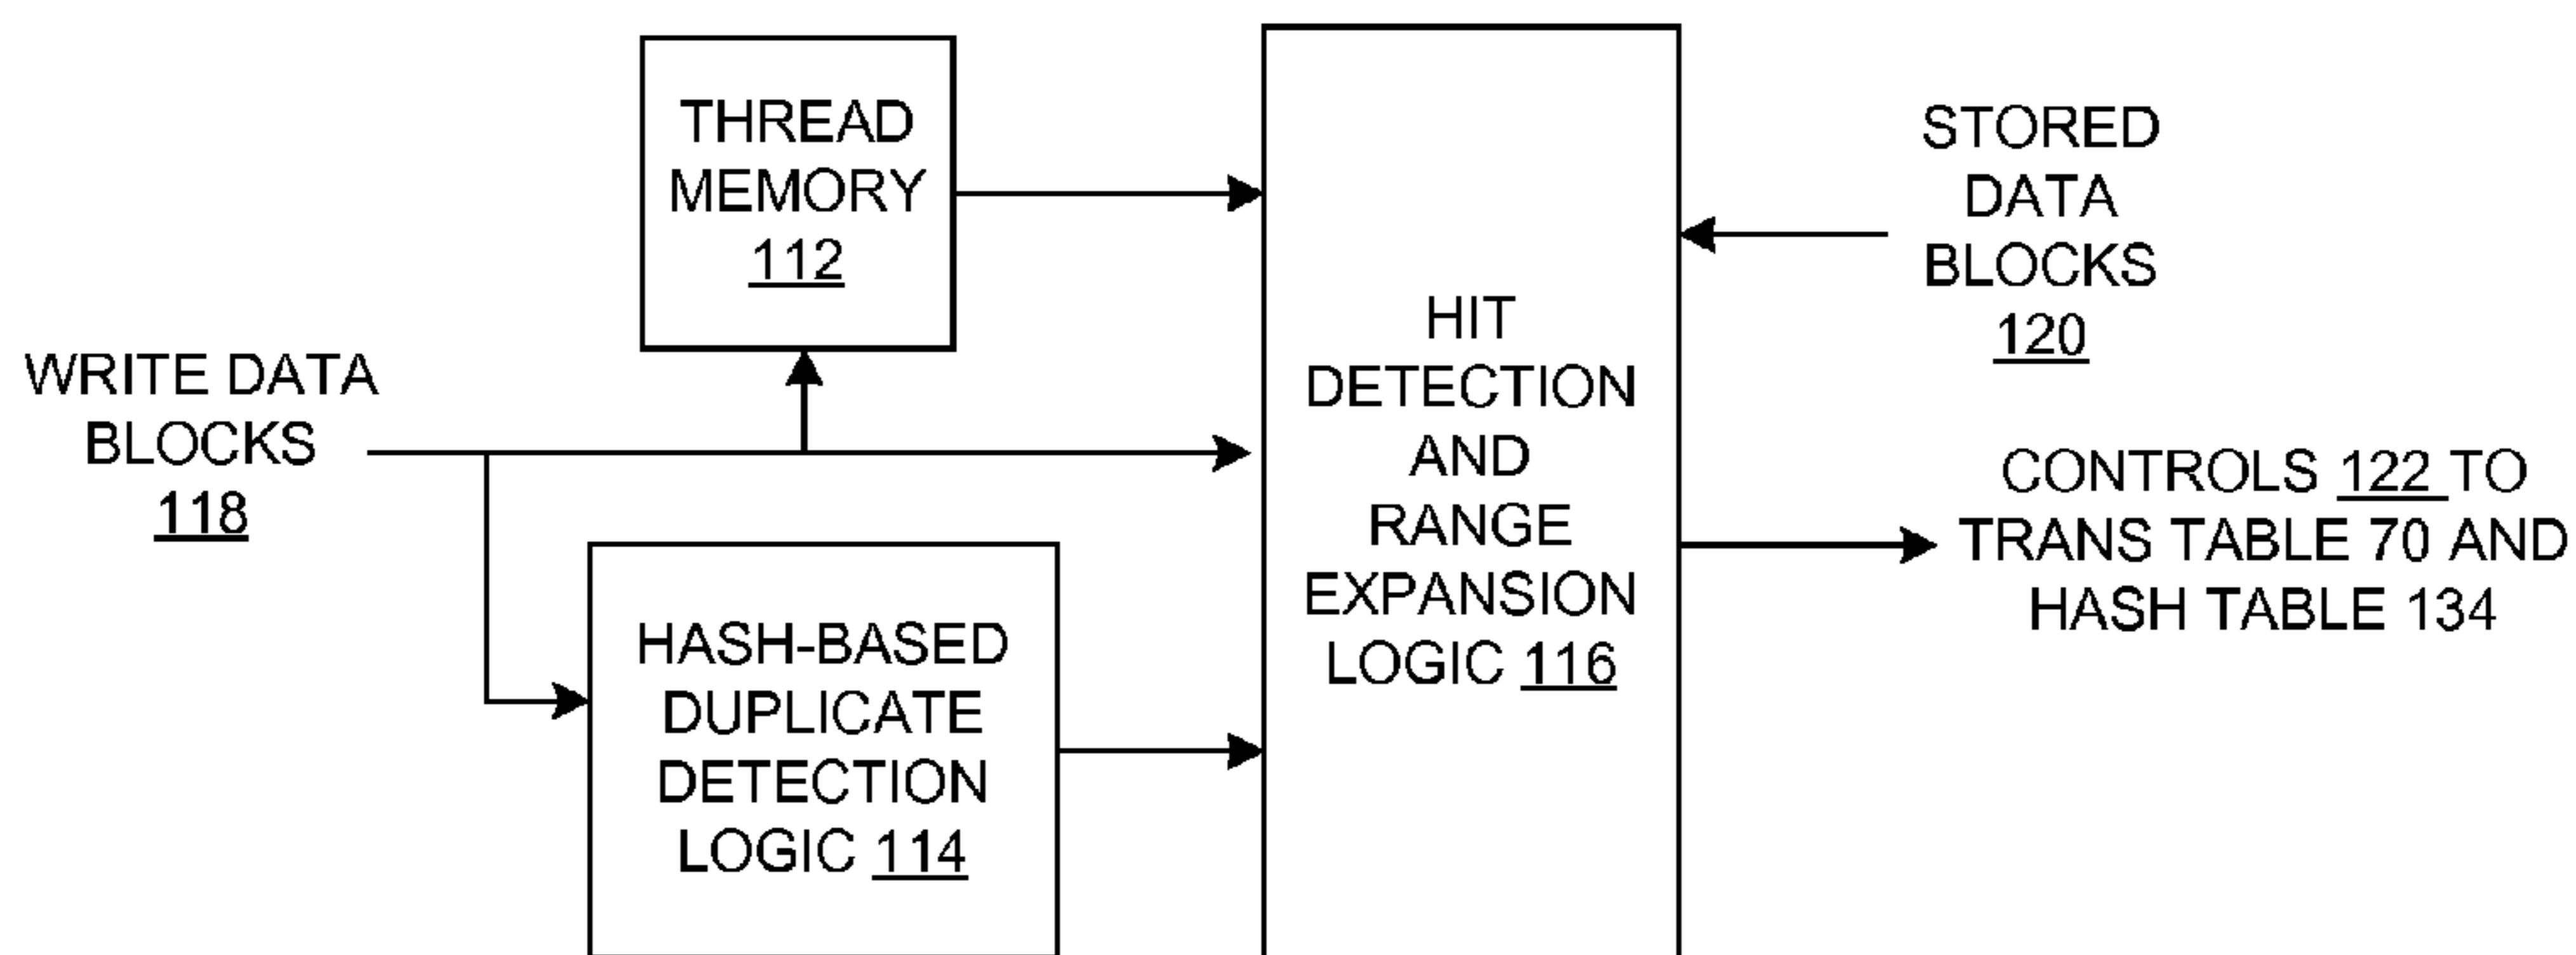 THREAD
MEMORY
112
WRITE DATA
BLOCKS
118
HASH-BASED
DUPLICATE
DETECTION
LOGIC 114
HIT
DETECTION
AND
RANGE
EXPANSION
LOGIC 116
STORED
DATA
BLOCKS
120
CONTROLS 122 TO
TRANS TABLE 70 AND
HASH TABLE 134